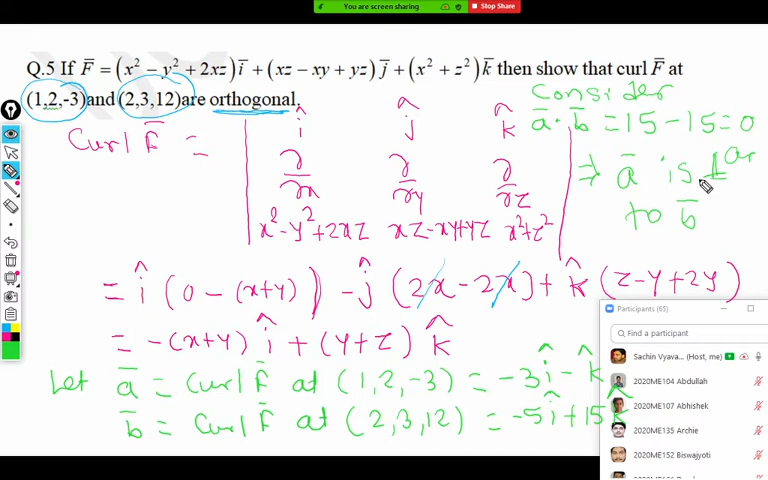 You are screen sharing Stop Share
Q.5 If F̅ = (x² − y² + 2xz) i̅ + (xz − xy + yz) j̅ + (x² + z²) k̅ then show that curl F̅ at
(1,2,-3) and (2,3,12) are orthogonal.
Consider
a̅ · b̅ = 15 − 15 = 0
⇒ a̅ is ⊥ar
to b̅
Curl F̅ =
î ĵ k̂
∂/∂x ∂/∂y ∂/∂z
x²−y²+2xz xz−xy+yz x²+z²
= î (0 − (x+y)) − ĵ (2x − 2x) + k̂ (z−y+2y)
= −(x+y) î + (y+z) k̂
Let a̅ = Curl F̅ at (1,2,−3) = −3î − k̂
b̅ = Curl F̅ at (2,3,12) = −5î + 15k̂
Participants (65)
Find a participant
Sachin Vyava... (Host, me)
2020ME104 Abdullah
2020ME107 Abhishek
2020ME135 Archie
2020ME162 Biswajyoti